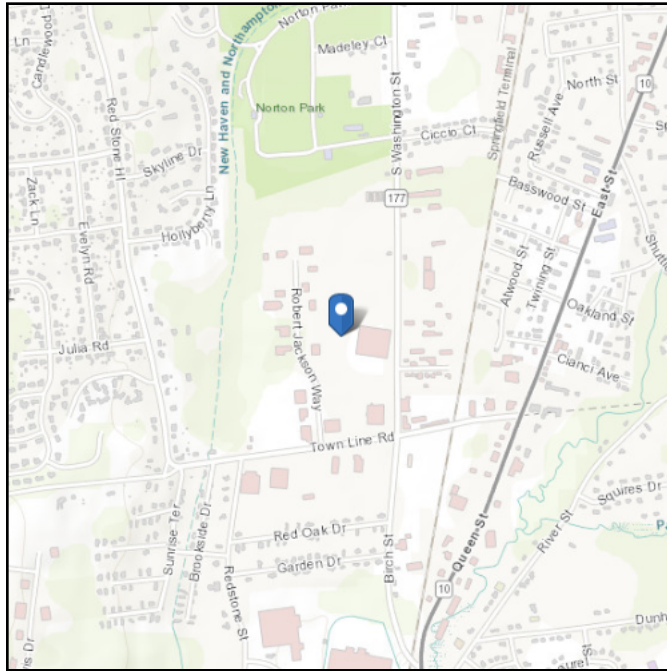 Norton Park
Ln
Candlewood
Madeley Ct
10
North St
Red Stone Hl
New Haven and Northampton
Norton Park
S Washington St
Springfield Terminal
Russell Ave
Ciccio Ct
Skyline Dr
Basswood St
East St
177
Zack Ln
Evelyn Rd
Hollyberry Ln
Atwood St
Twining St
Robert Jackson Way
Oakland St
Julia Rd
Cianci Ave
Town Line Rd
Squires Dr
Sunrise Ter
Brookside Dr
Red Oak Dr
River St
Garden Dr
Birch St
Queen St
Redstone St
10